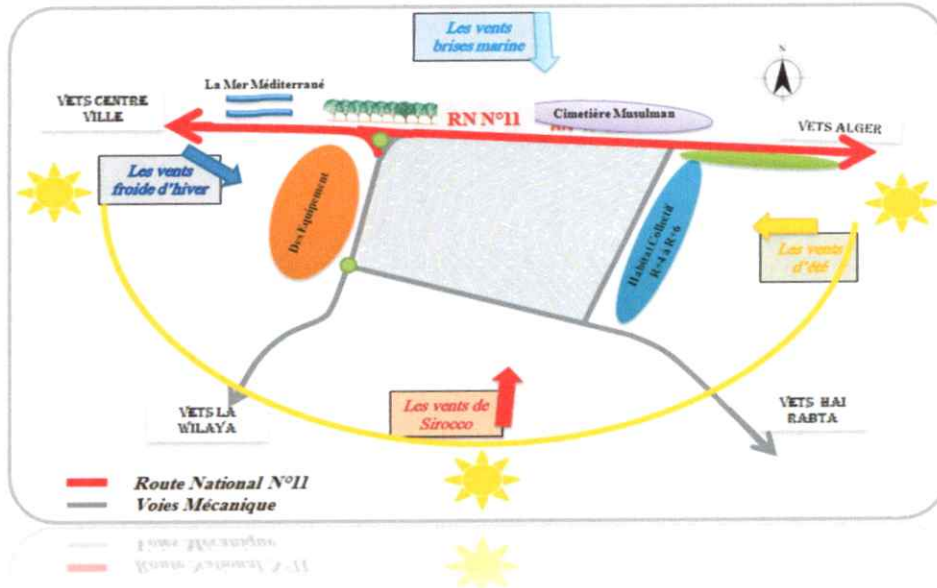 Les vents
brises marine
N
La Mer Méditerrané
VETS CENTRE
VILLE
RN N°11
Cimetière Musulman
VETS ALGER
Les vents
froide d'hiver
Des Equipement
Habitat Collectif
R+4 à R+6
Les vents
d'été
VETS LA
WILAYA
Les vents de
Sirocco
VETS HAI
RABTA
Route National N°11
Voies Mécanique